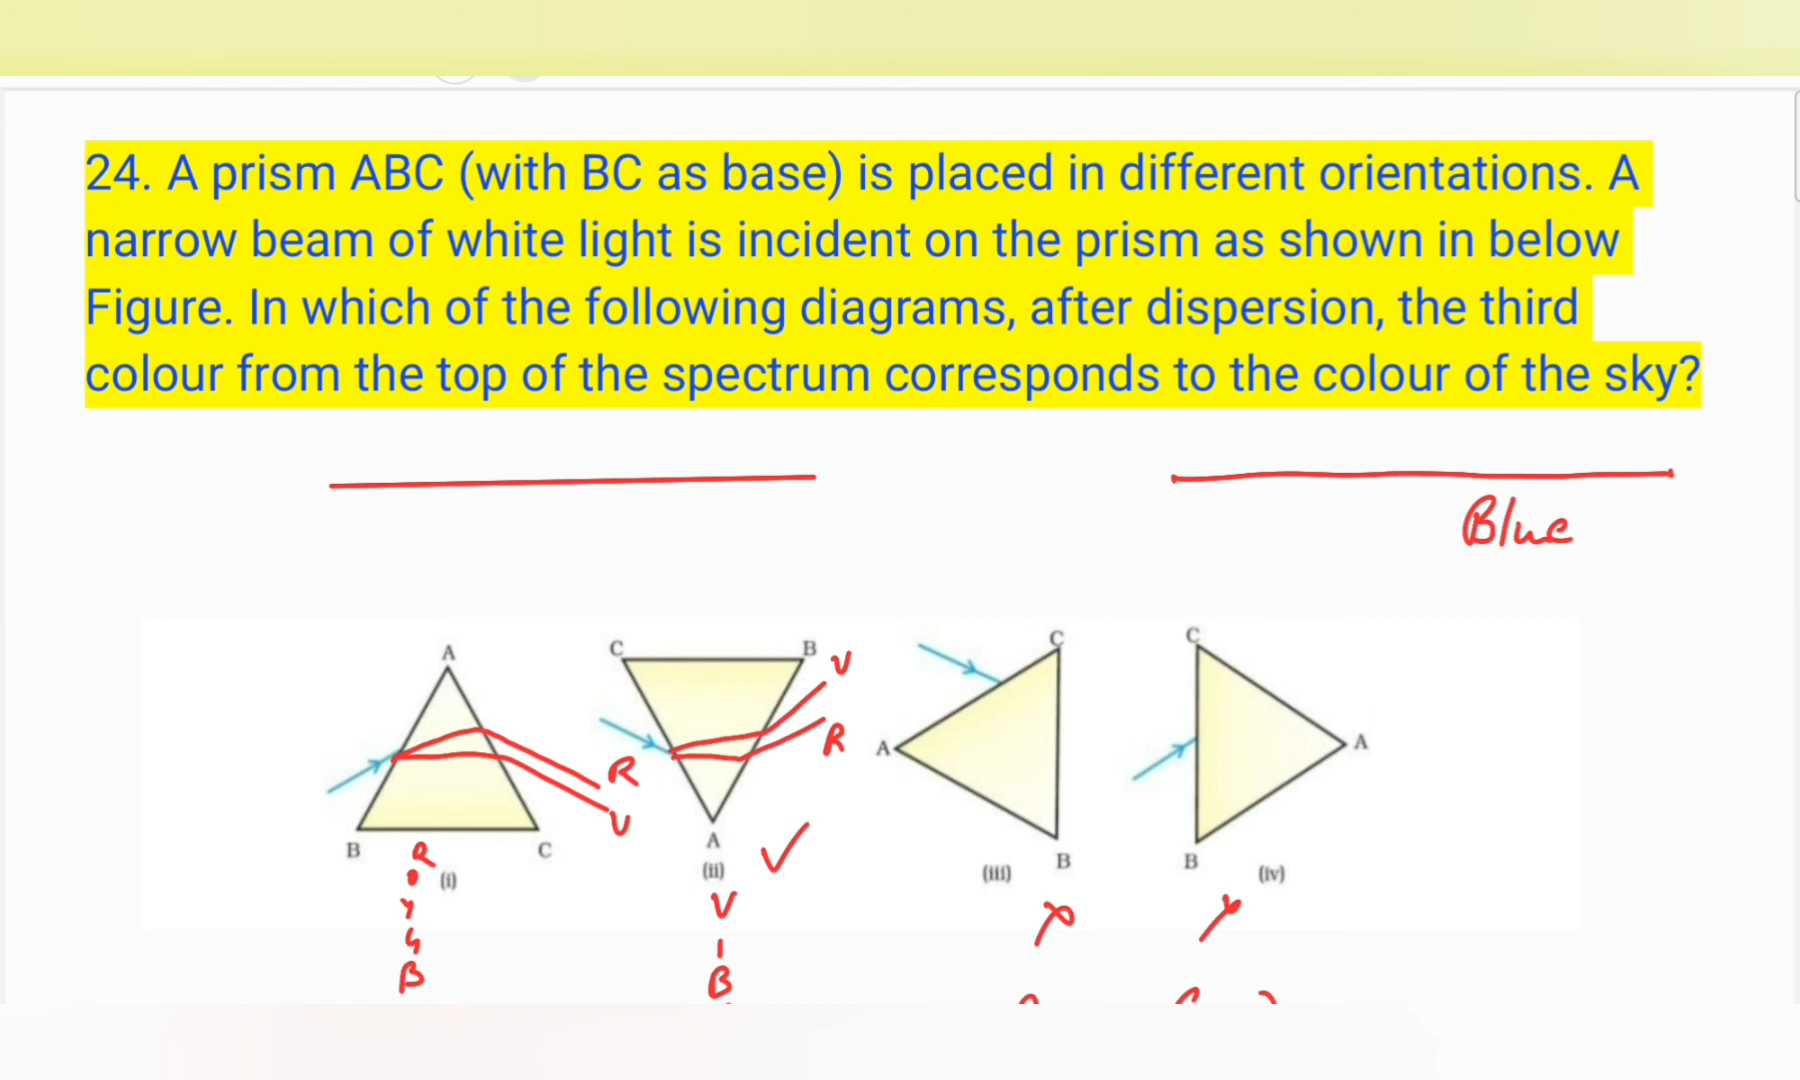 24. A prism ABC (with BC as base) is placed in different orientations. A
narrow beam of white light is incident on the prism as shown in below
Figure. In which of the following diagrams, after dispersion, the third
colour from the top of the spectrum corresponds to the colour of the sky?
Blue
A
B
C
(i)
R
V
R
Y
G
B
C
B
A
(ii)
V
R
V
I
B
C
A
B
(iii)
C
A
B
(iv)